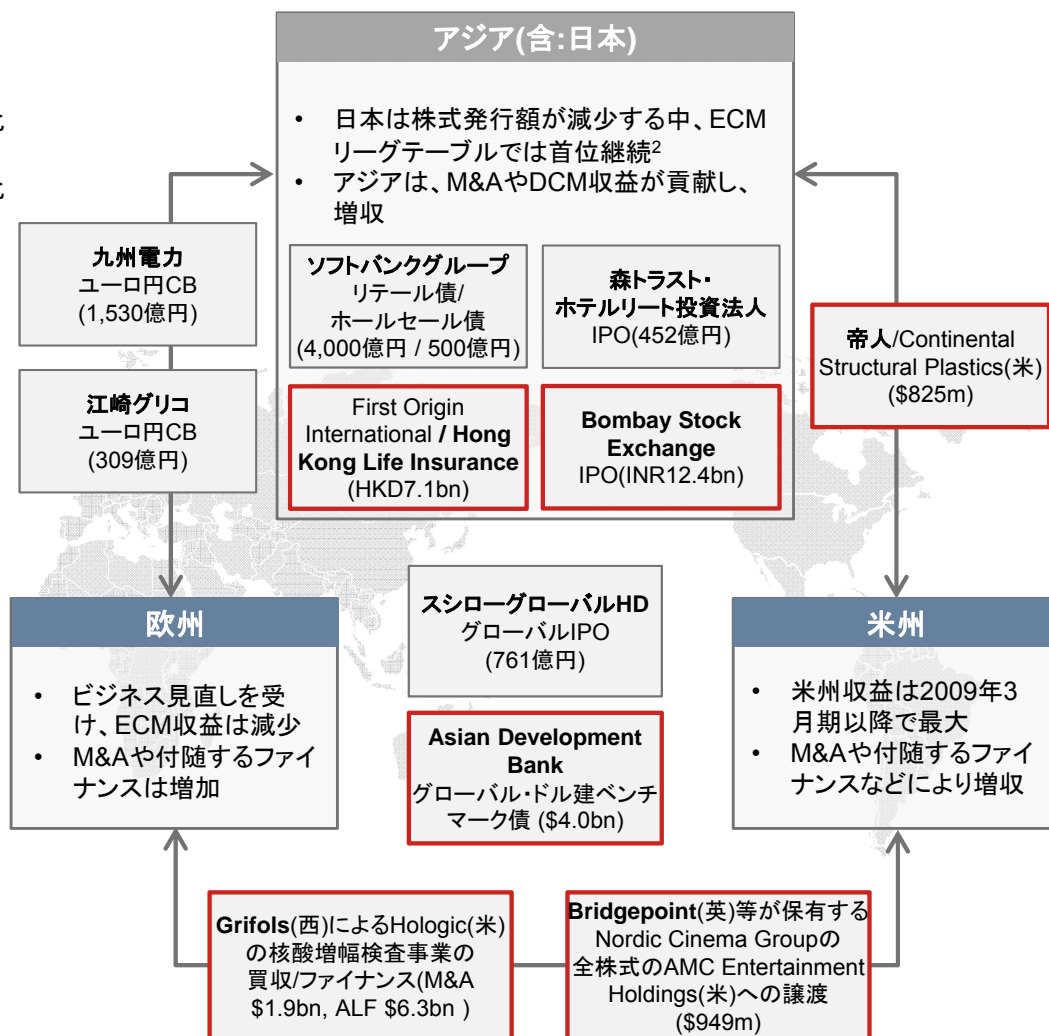 アジア(含:日本)
• 日本は株式発行額が減少する中、ECM
リーグテーブルでは首位継続2
• アジアは、M&AやDCM収益が貢献し、
増収
九州電力
ユーロ円CB
(1,530億円)
江崎グリコ
ユーロ円CB
(309億円)
ソフトバンクグループ
リテール債/
ホールセール債
(4,000億円 / 500億円)
森トラスト・
ホテルリート投資法人
IPO(452億円)
First Origin
International / Hong
Kong Life Insurance
(HKD7.1bn)
Bombay Stock
Exchange
IPO(INR12.4bn)
帝人/Continental
Structural Plastics(米)
($825m)
欧州
• ビジネス見直しを受
け、ECM収益は減少
• M&Aや付随するファイ
ナンスは増加
スシローグローバルHD
グローバルIPO
(761億円)
Asian Development
Bank
グローバル・ドル建ベンチ
マーク債 ($4.0bn)
米州
• 米州収益は2009年3
月期以降で最大
• M&Aや付随するファイ
ナンスなどにより増収
Grifols(西)によるHologic(米)
の核酸増幅検査事業の
買収/ファイナンス(M&A
$1.9bn, ALF $6.3bn )
Bridgepoint(英)等が保有する
Nordic Cinema Groupの
全株式のAMC Entertainment
Holdings(米)への譲渡
($949m)